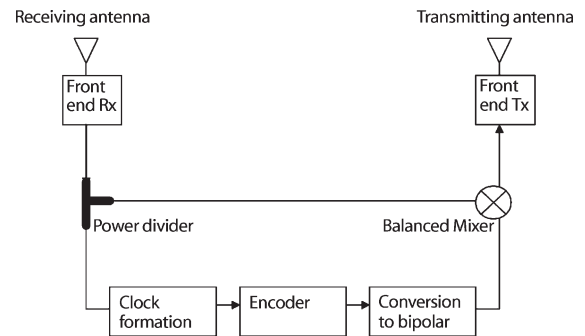 Receiving antenna
Transmitting antenna
Front
end Rx
Front
end Tx
Power divider
Balanced Mixer
Clock
formation
Encoder
Conversion
to bipolar